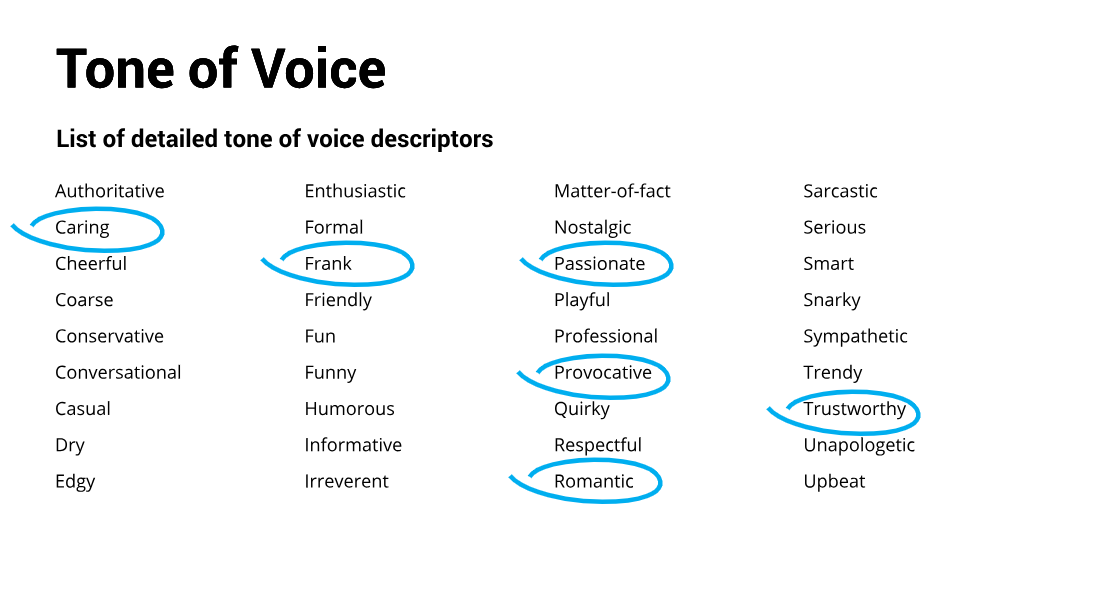 Tone of Voice
List of detailed tone of voice descriptors
Authoritative
Caring
Cheerful
Coarse
Conservative
Conversational
Casual
Dry
Edgy
Enthusiastic
Formal
Frank
Friendly
Fun
Funny
Humorous
Informative
Irreverent
Matter-of-fact
Nostalgic
Passionate
Playful
Professional
Provocative
Quirky
Respectful
Romantic
Sarcastic
Serious
Smart
Snarky
Sympathetic
Trendy
Trustworthy
Unapologetic
Upbeat